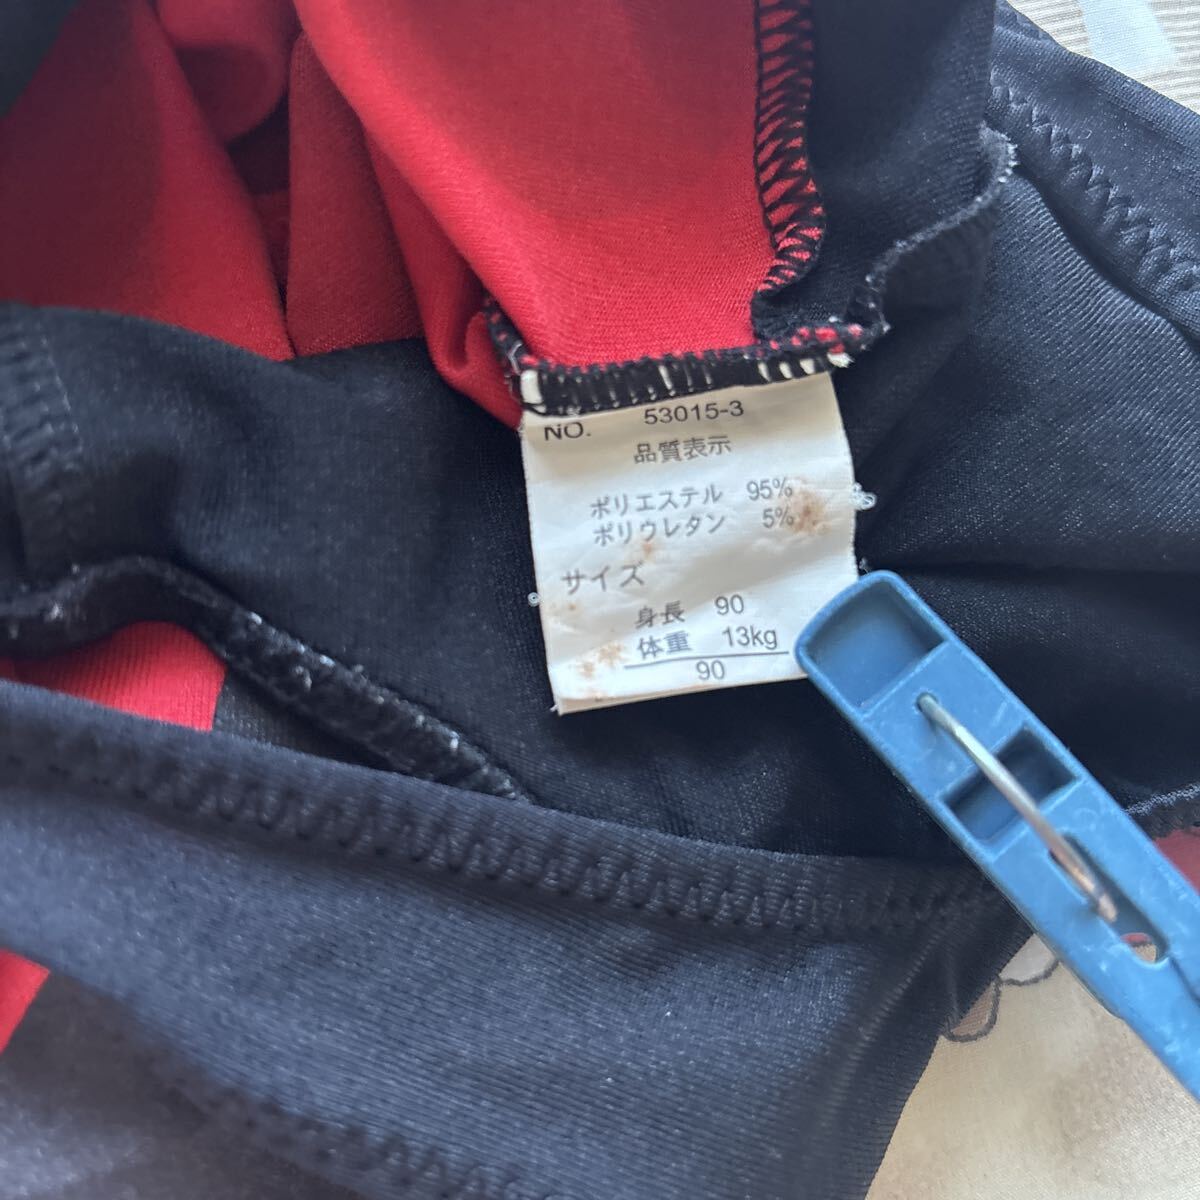 NO. 53015-3
品質表示
ポリエステル 95%
ポリウレタン 5%
サイズ
身長 90
体重 13kg
90